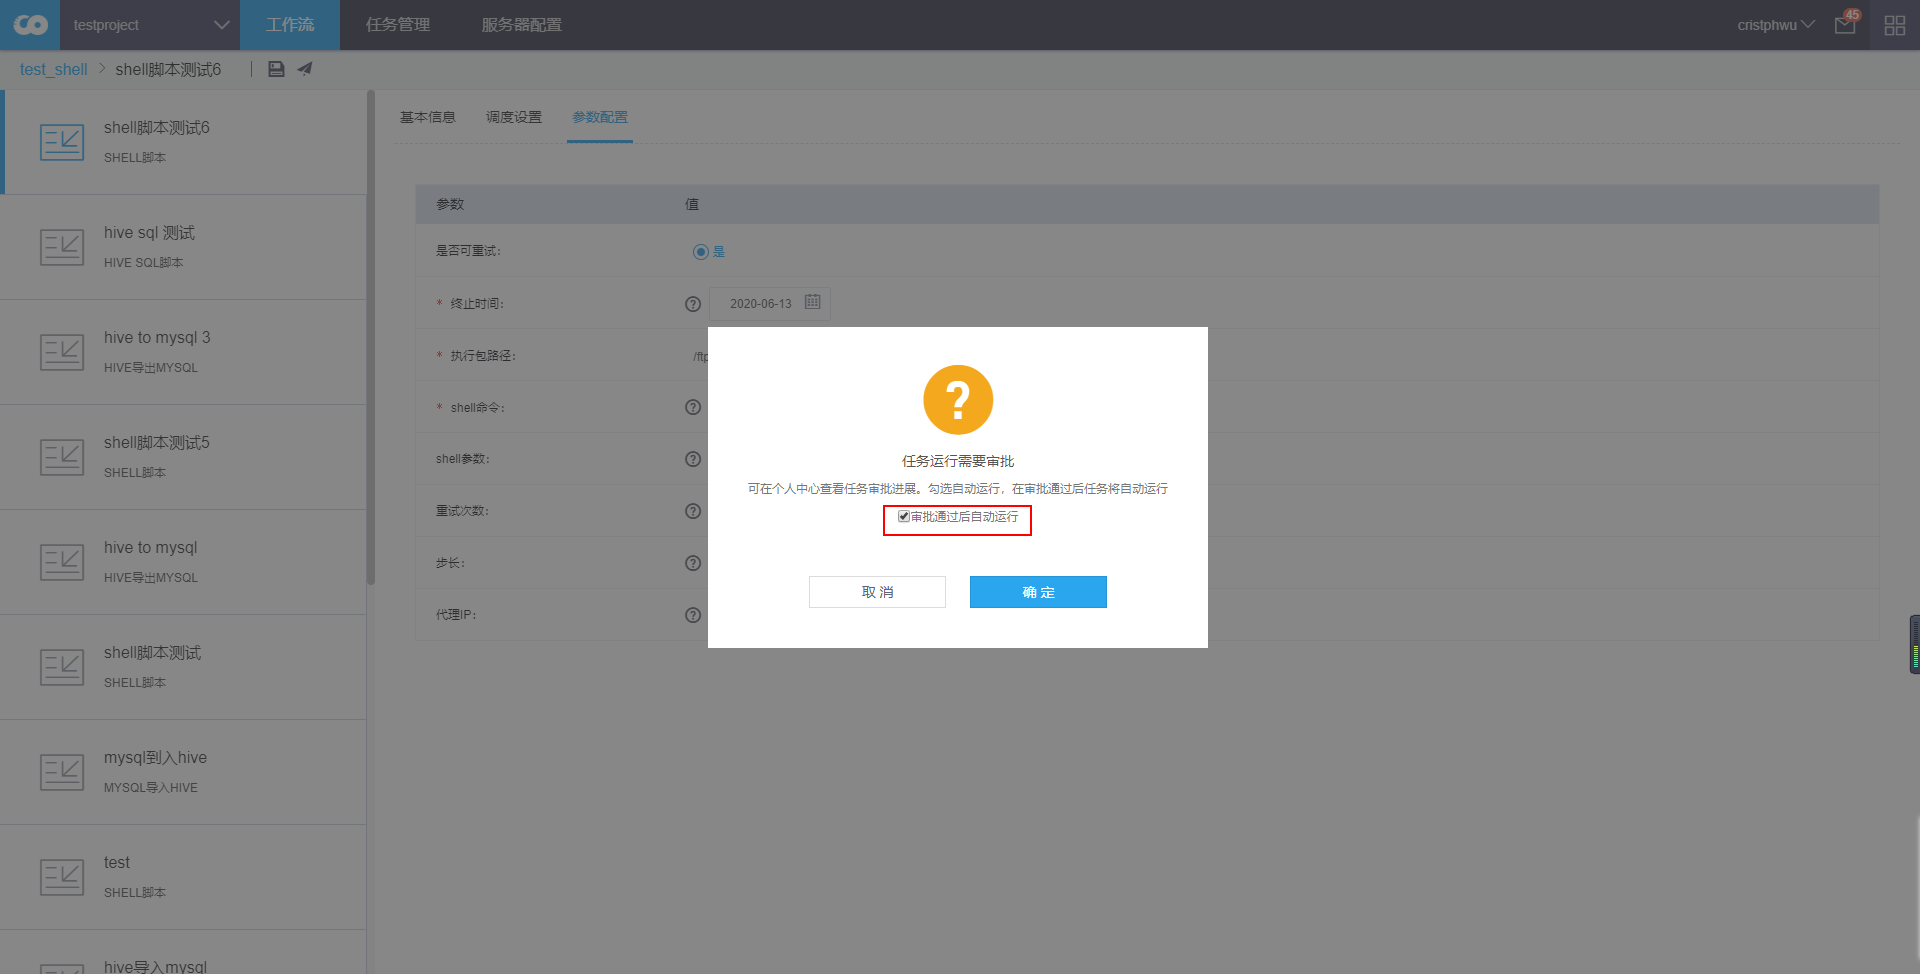 testproject
工作流
任务管理
服务器配置
cristphwu
45
test_shell
shell脚本测试6
基本信息
调度设置
参数配置
shell脚本测试6
SHELL脚本
hive sql 测试
HIVE SQL脚本
hive to mysql 3
HIVE导出MYSQL
shell脚本测试5
SHELL脚本
hive to mysql
HIVE导出MYSQL
shell脚本测试
SHELL脚本
mysql到入hive
MYSQL导入HIVE
test
SHELL脚本
hive导入mysql
参数 值
是否可重试: 是
* 终止时间: 2020-06-13
* 执行包路径: /ftp
* shell命令:
shell参数:
重试次数:
步长:
代理IP:
任务运行需要审批
可在个人中心查看任务审批进展。勾选自动运行，在审批通过后任务将自动运行
审批通过后自动运行
取 消
确 定